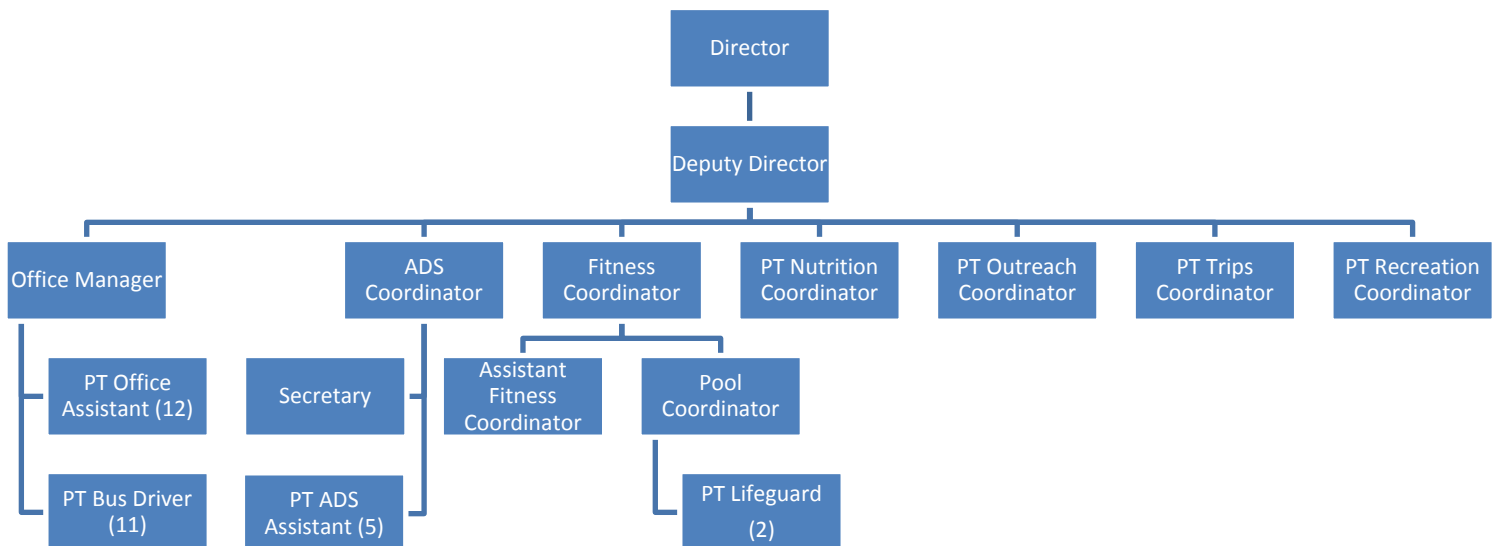 Director
Deputy Director
Office Manager
ADS
Coordinator
Fitness
Coordinator
PT Nutrition
Coordinator
PT Outreach
Coordinator
PT Trips
Coordinator
PT Recreation
Coordinator
PT Office
Assistant (12)
Secretary
Assistant
Fitness
Coordinator
Pool
Coordinator
PT Bus Driver
(11)
PT ADS
Assistant (5)
PT Lifeguard
(2)